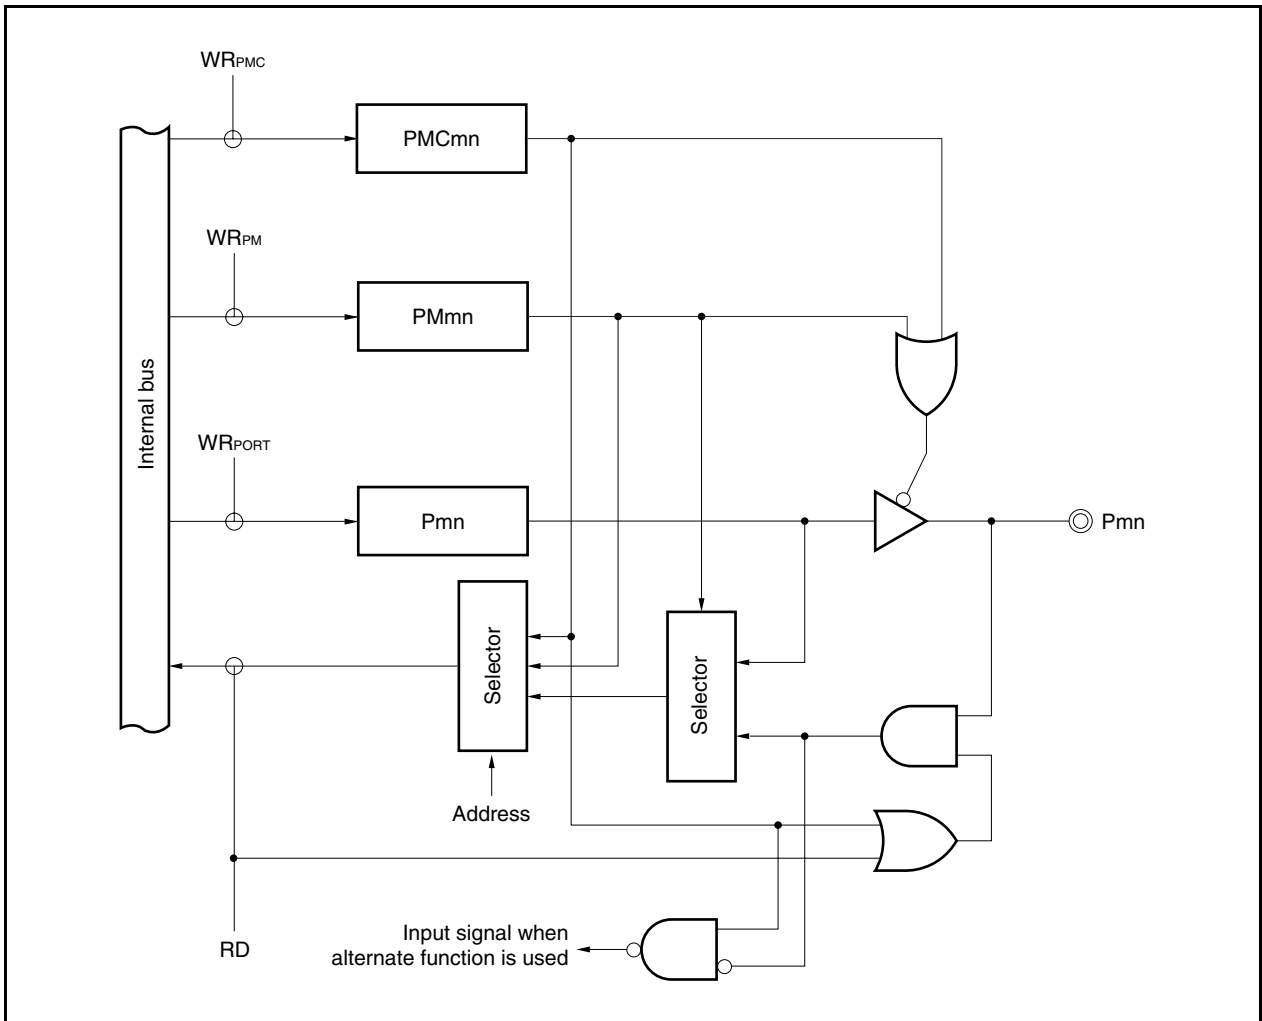 WRPMC
PMCmn
WRPM
PMmn
Internal bus
WRPORT
Pmn
Pmn
Selector
Selector
Address
RD
Input signal when
alternate function is used